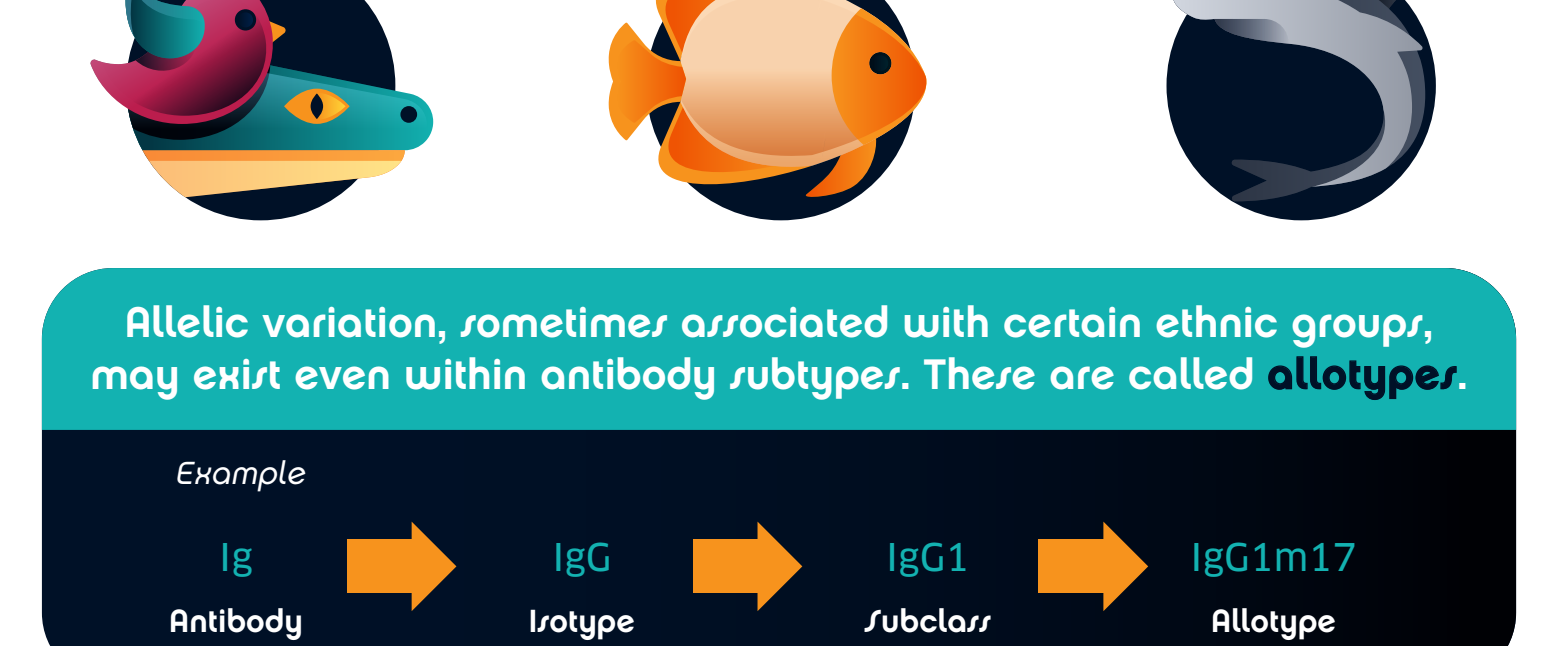 Allelic variation, sometimes associated with certain ethnic groups,
may exist even within antibody subtypes. These are called allotypes.
Example
Ig
IgG
IgG1
IgG1m17
Antibody
Isotype
Subclass
Allotype